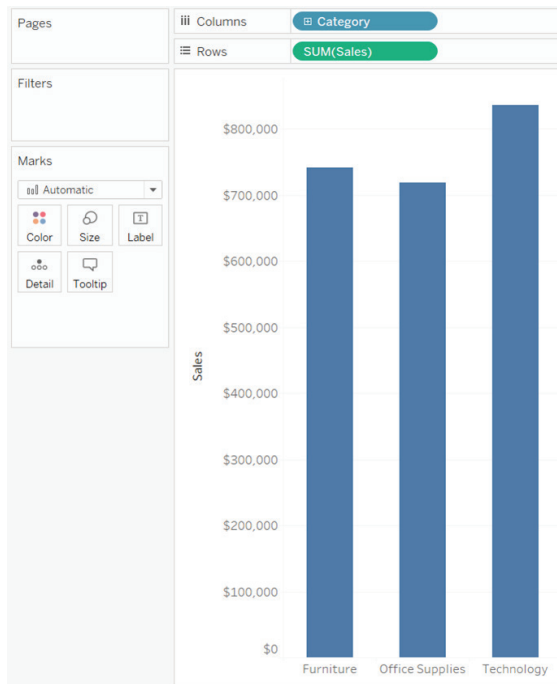 Pages
Columns
Category
Rows
SUM(Sales)
Filters
Marks
Automatic
Color
Size
Label
Detail
Tooltip
Sales
$800,000
$700,000
$600,000
$500,000
$400,000
$300,000
$200,000
$100,000
$0
Furniture
Office Supplies
Technology